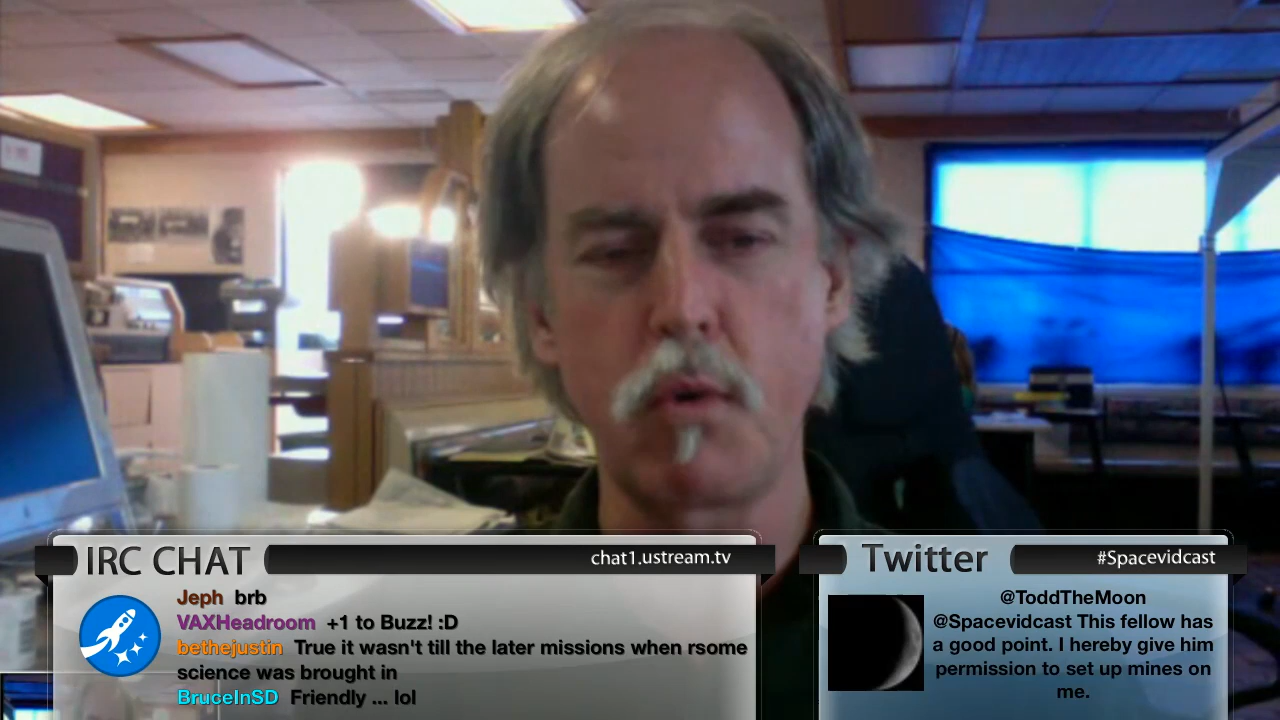 IRC CHAT
chat1.ustream.tv
Jeph brb
VAXHeadroom +1 to Buzz! :D
bethejustin True it wasn't till the later missions when rsome
science was brought in
BruceInSD Friendly ... lol
Twitter
#Spacevidcast
@ToddTheMoon
@Spacevidcast This fellow has
a good point. I hereby give him
permission to set up mines on
me.